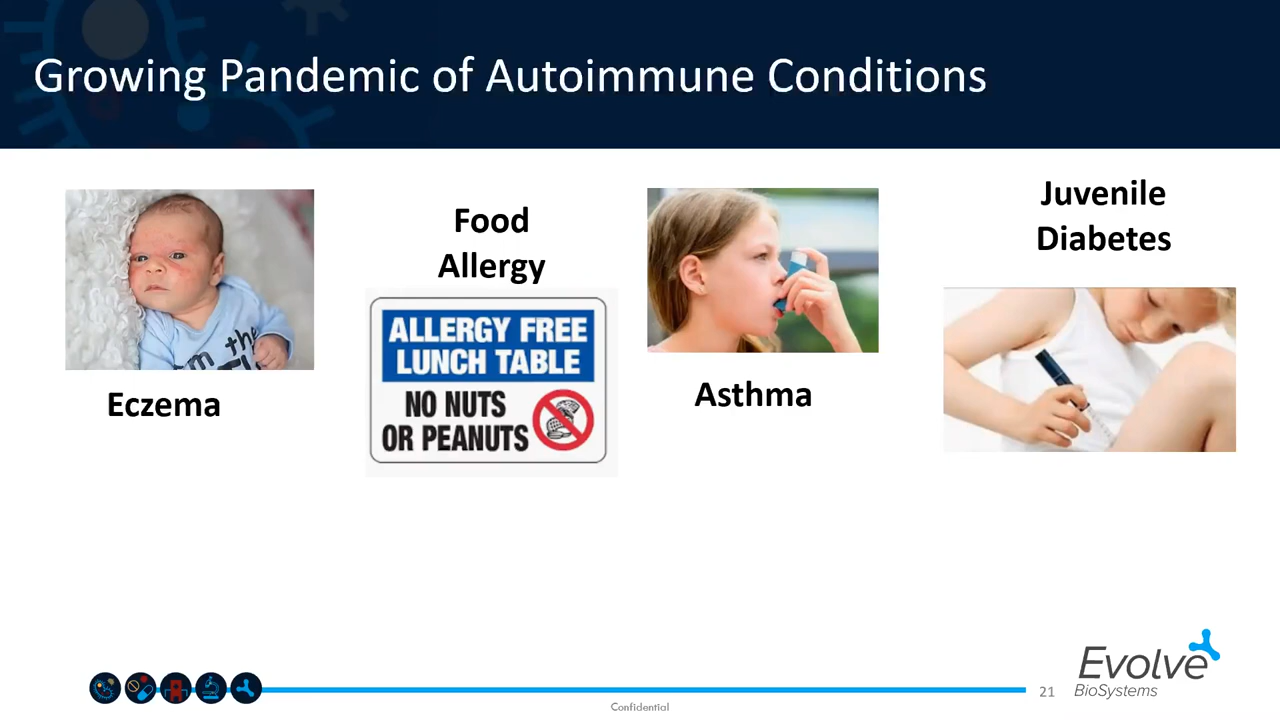 Growing Pandemic of Autoimmune Conditions
Eczema
Food
Allergy
ALLERGY FREE
LUNCH TABLE
NO NUTS
OR PEANUTS
Asthma
Juvenile
Diabetes
21
Evolve
BioSystems
Confidential